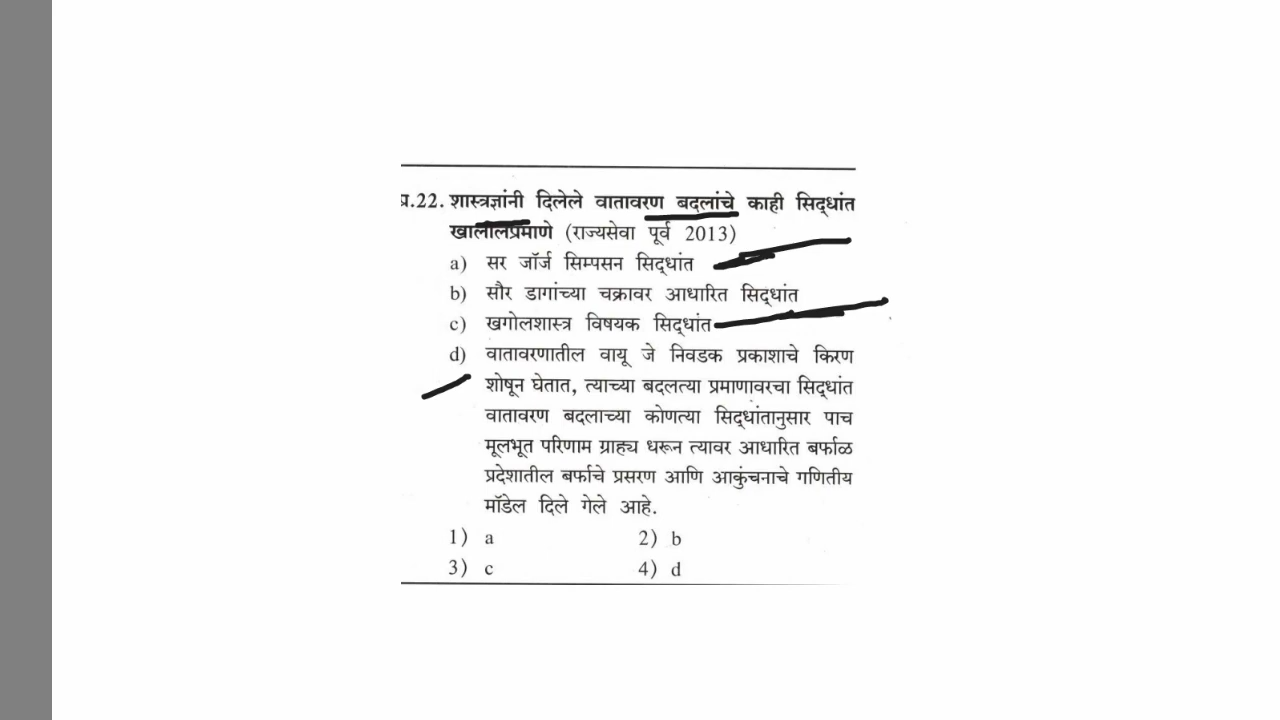 प्र.22. शास्त्रज्ञांनी दिलेले वातावरण बदलांचे काही सिद्धांत
खालीलप्रमाणे (राज्यसेवा पूर्व 2013)
a) सर जॉर्ज सिम्पसन सिद्धांत
b) सौर डागांच्या चक्रावर आधारित सिद्धांत
c) खगोलशास्त्र विषयक सिद्धांत
d) वातावरणातील वायू जे निवडक प्रकाशाचे किरण
शोषून घेतात, त्याच्या बदलत्या प्रमाणावरचा सिद्धांत
वातावरण बदलाच्या कोणत्या सिद्धांतानुसार पाच
मूलभूत परिणाम ग्राह्य धरून त्यावर आधारित बर्फाळ
प्रदेशातील बर्फाचे प्रसरण आणि आकुंचनाचे गणितीय
मॉडेल दिले गेले आहे.
1) a 2) b
3) c 4) d